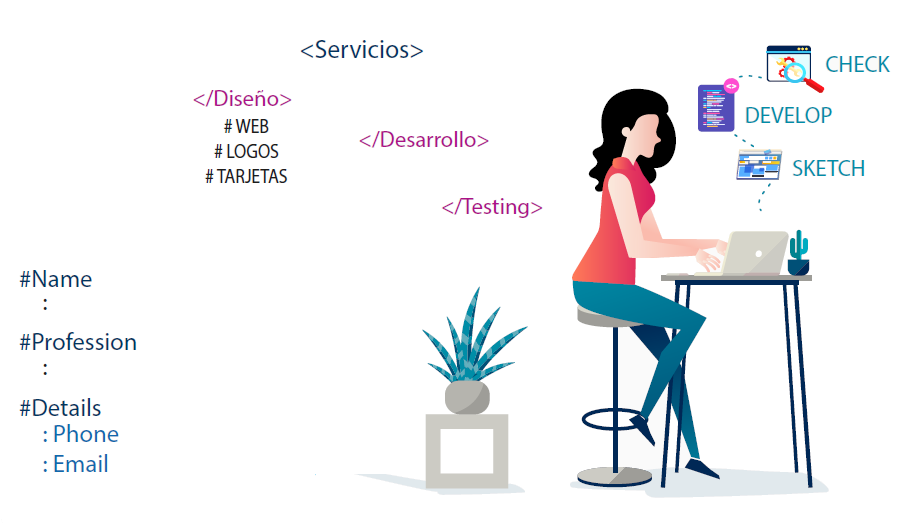 <Servicios>
</Diseño>
# WEB
# LOGOS
# TARJETAS
</Desarrollo>
</Testing>
CHECK
DEVELOP
SKETCH
#Name
:
#Profession
:
#Details
: Phone
: Email